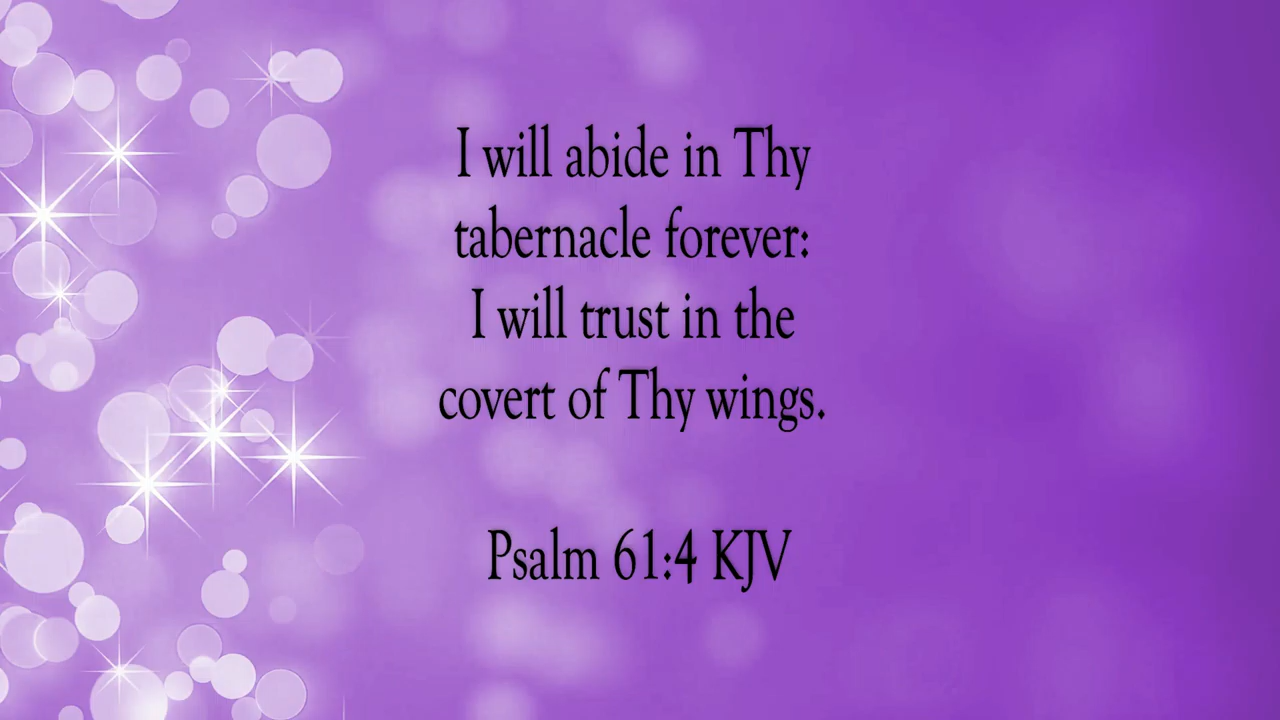 I will abide in Thy
tabernacle forever:
I will trust in the
covert of Thy wings.
Psalm 61:4 KJV